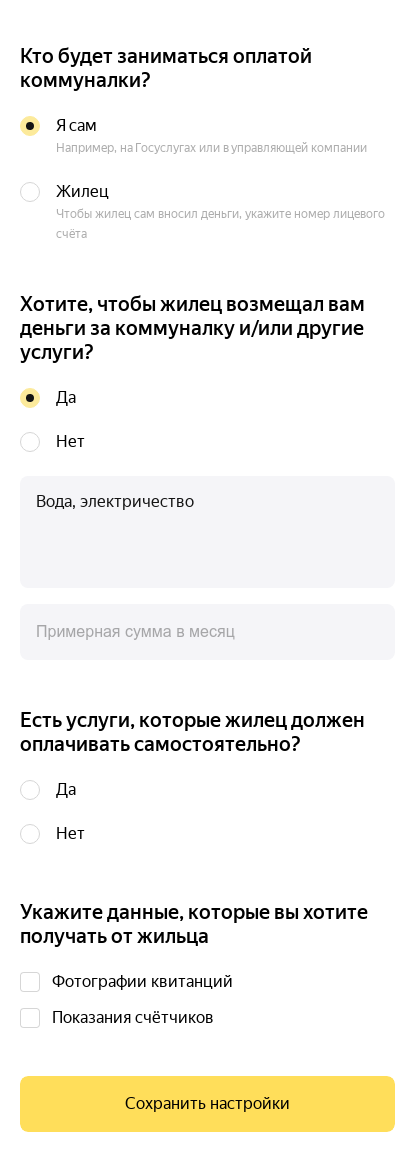 Кто будет заниматься оплатой
коммуналки?
Я сам
Например, на Госуслугах или в управляющей компании
Жилец
Чтобы жилец сам вносил деньги, укажите номер лицевого
счёта
Хотите, чтобы жилец возмещал вам
деньги за коммуналку и/или другие
услуги?
Да
Нет
Вода, электричество
Примерная сумма в месяц
Есть услуги, которые жилец должен
оплачивать самостоятельно?
Да
Нет
Укажите данные, которые вы хотите
получать от жильца
Фотографии квитанций
Показания счётчиков
Сохранить настройки